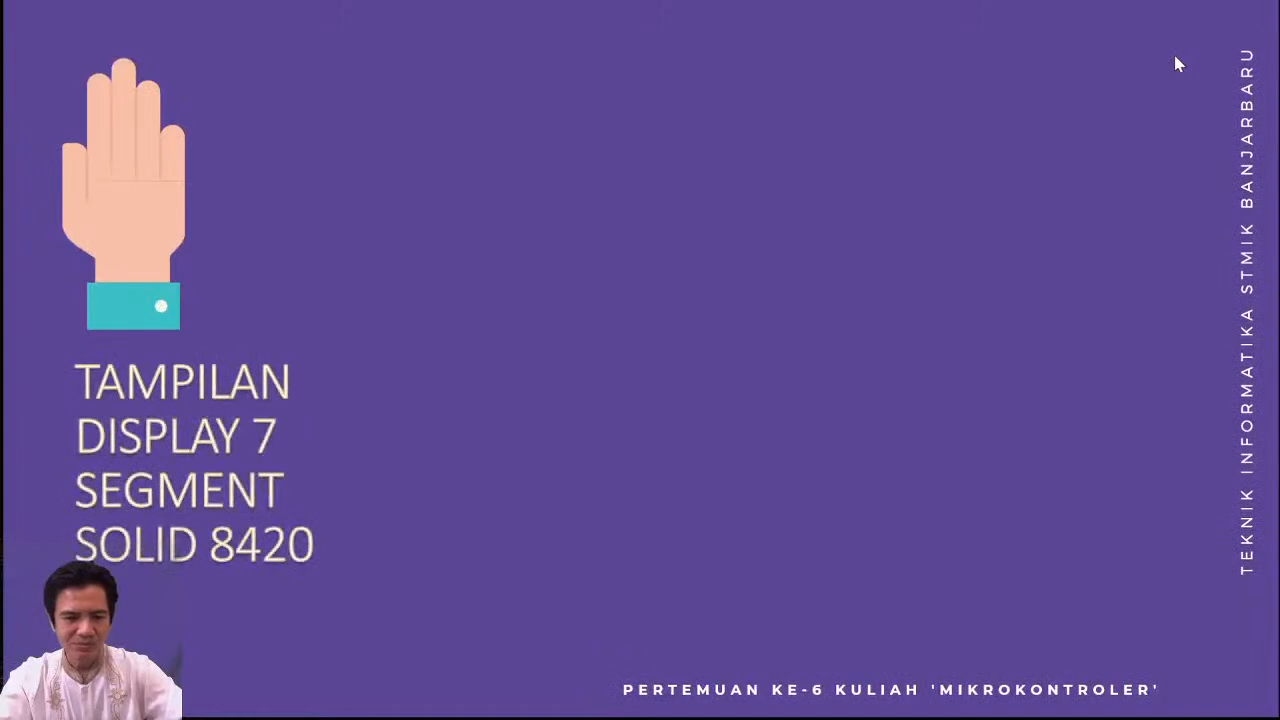 TAMPILAN
DISPLAY 7
SEGMENT
SOLID 8420
TEKNIK INFORMATIKA STMIK BANJARBARU
PERTEMUAN KE-6 KULIAH 'MIKROKONTROLER'